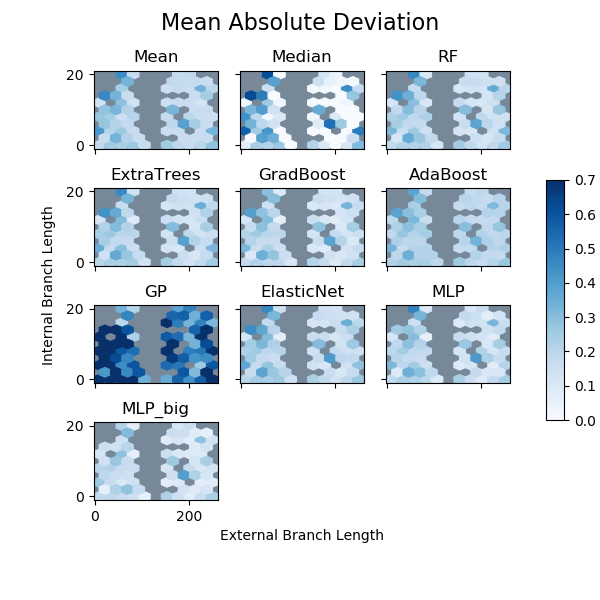 Mean Absolute Deviation
Mean
Median
RF
20
0
ExtraTrees
GradBoost
AdaBoost
20
0
GP
ElasticNet
MLP
20
0
MLP_big
20
0
0
200
Internal Branch Length
External Branch Length
0.7
0.6
0.5
0.4
0.3
0.2
0.1
0.0